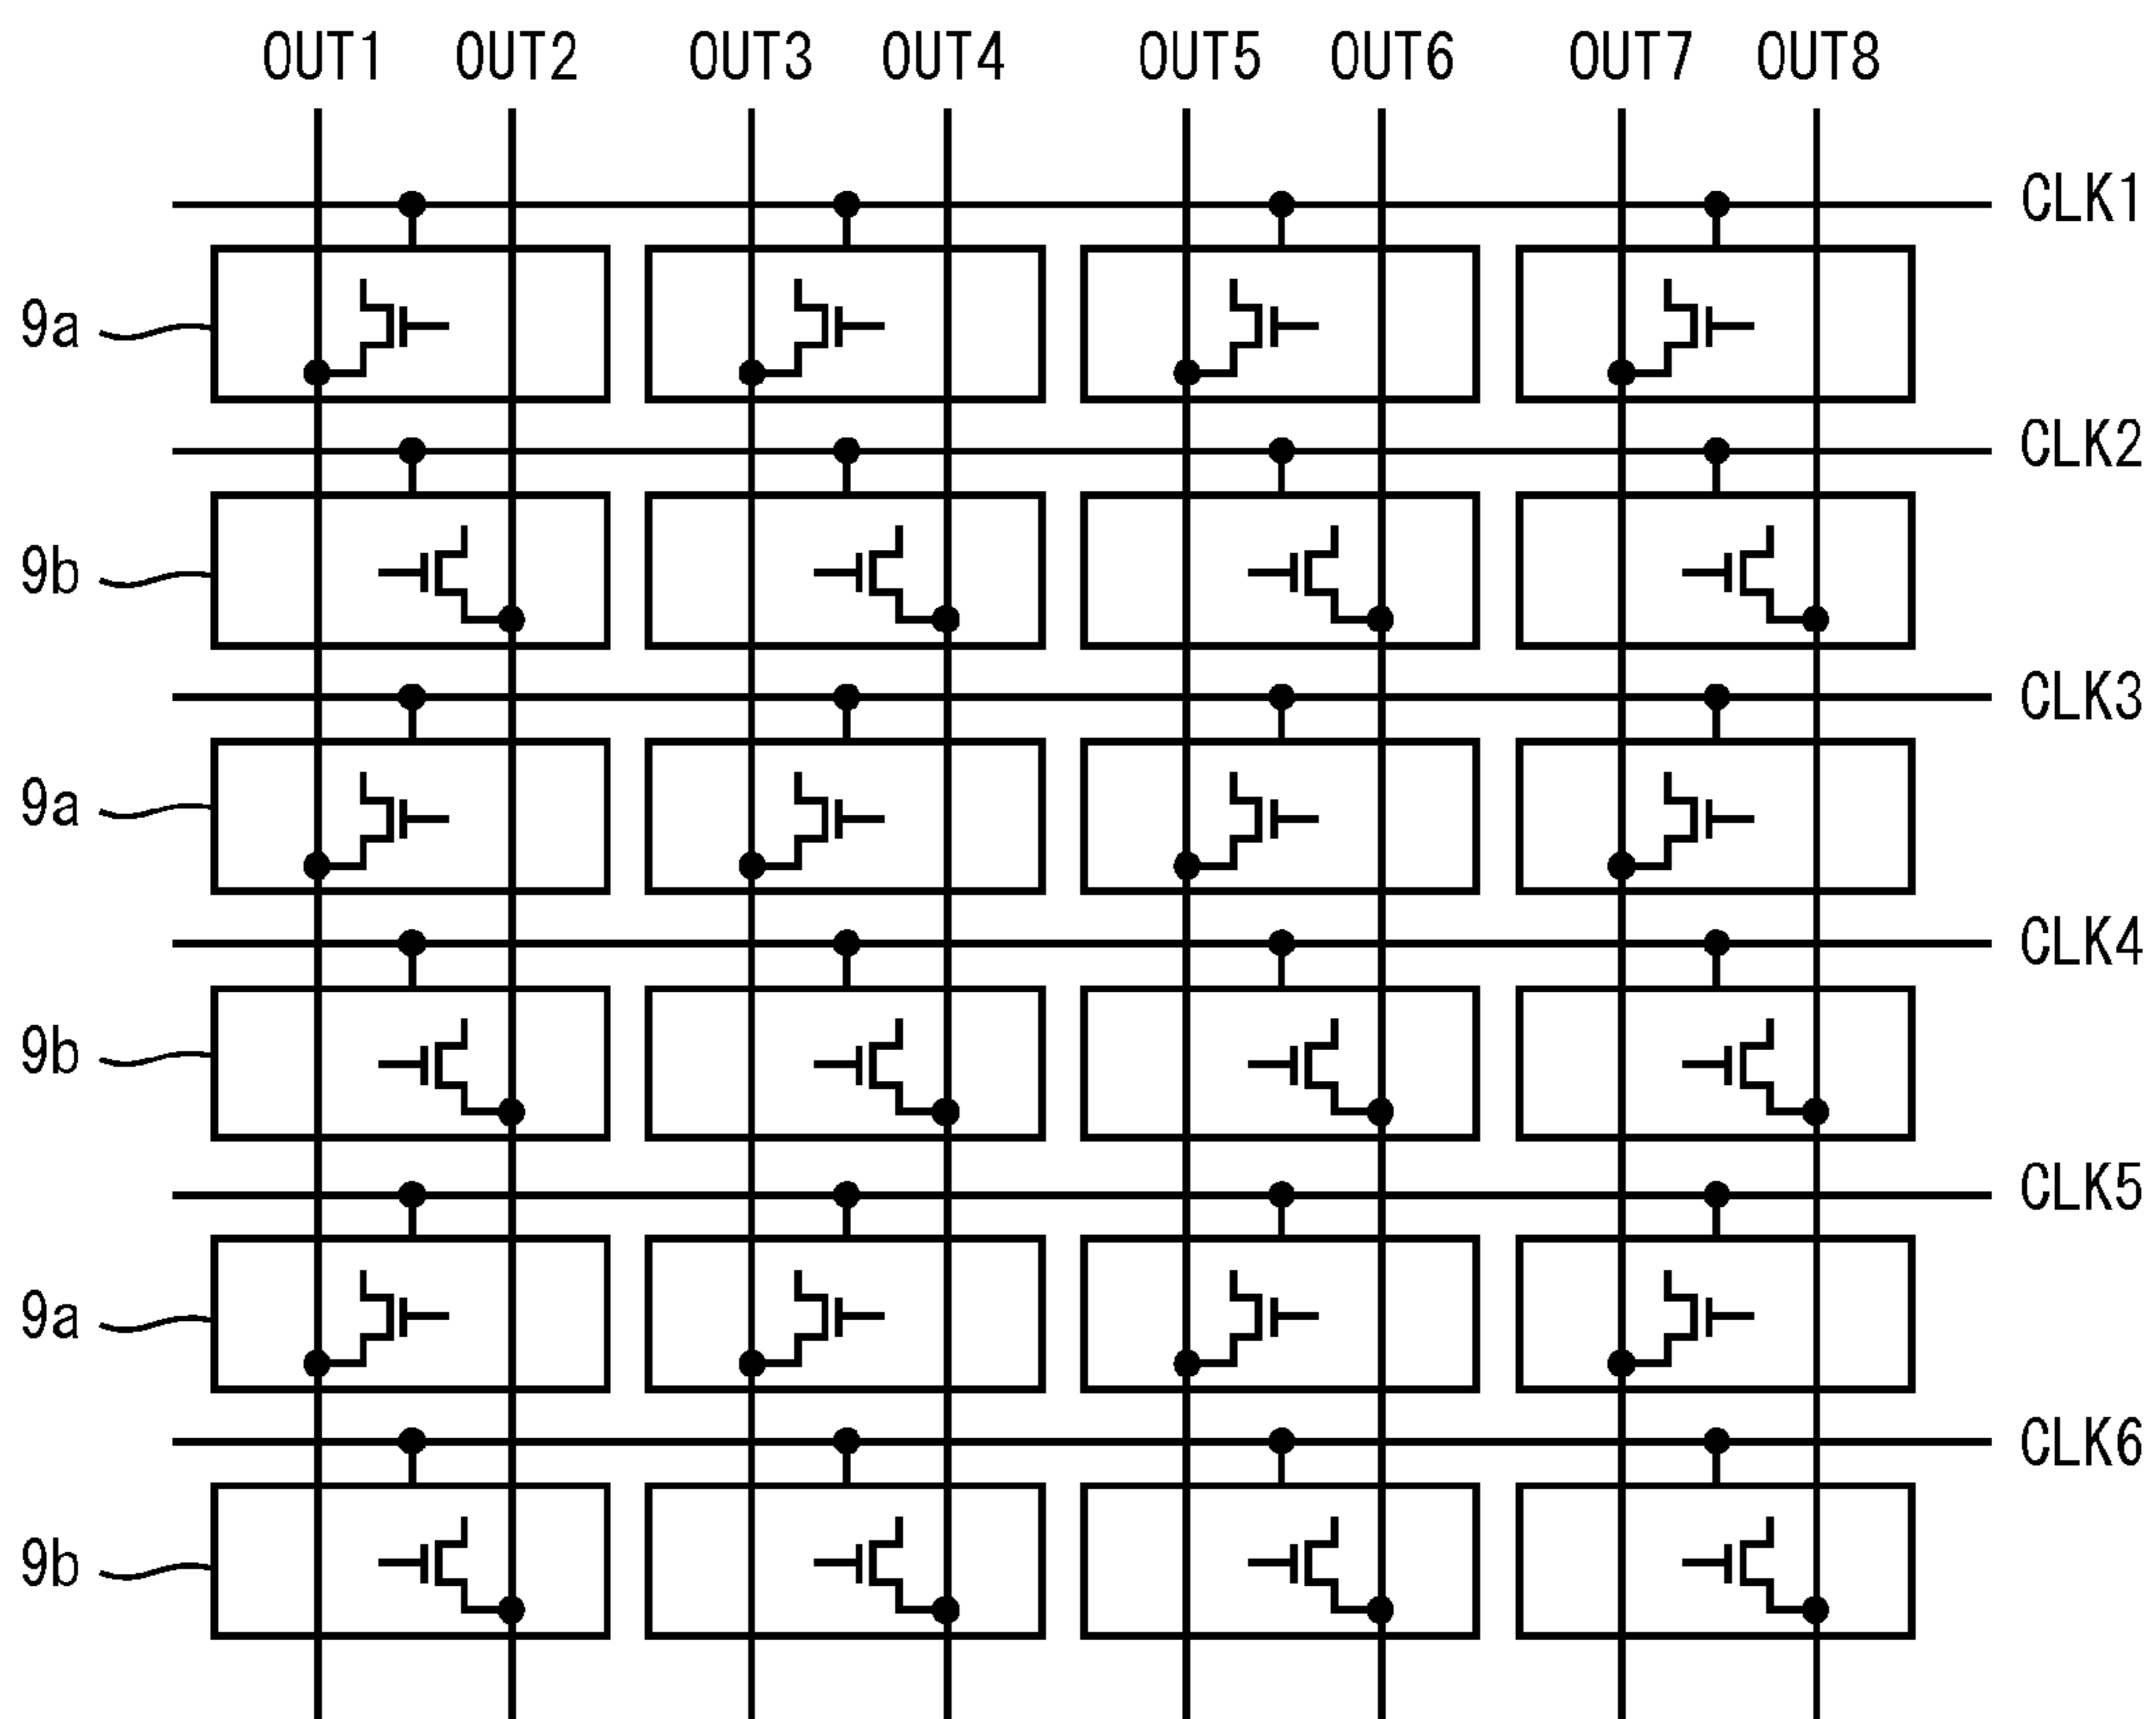 OUT1 OUT2 OUT3 OUT4 OUT5 OUT6 OUT7 OUT8
CLK1
9a
CLK2
9b
CLK3
9a
CLK4
9b
CLK5
9a
CLK6
9b